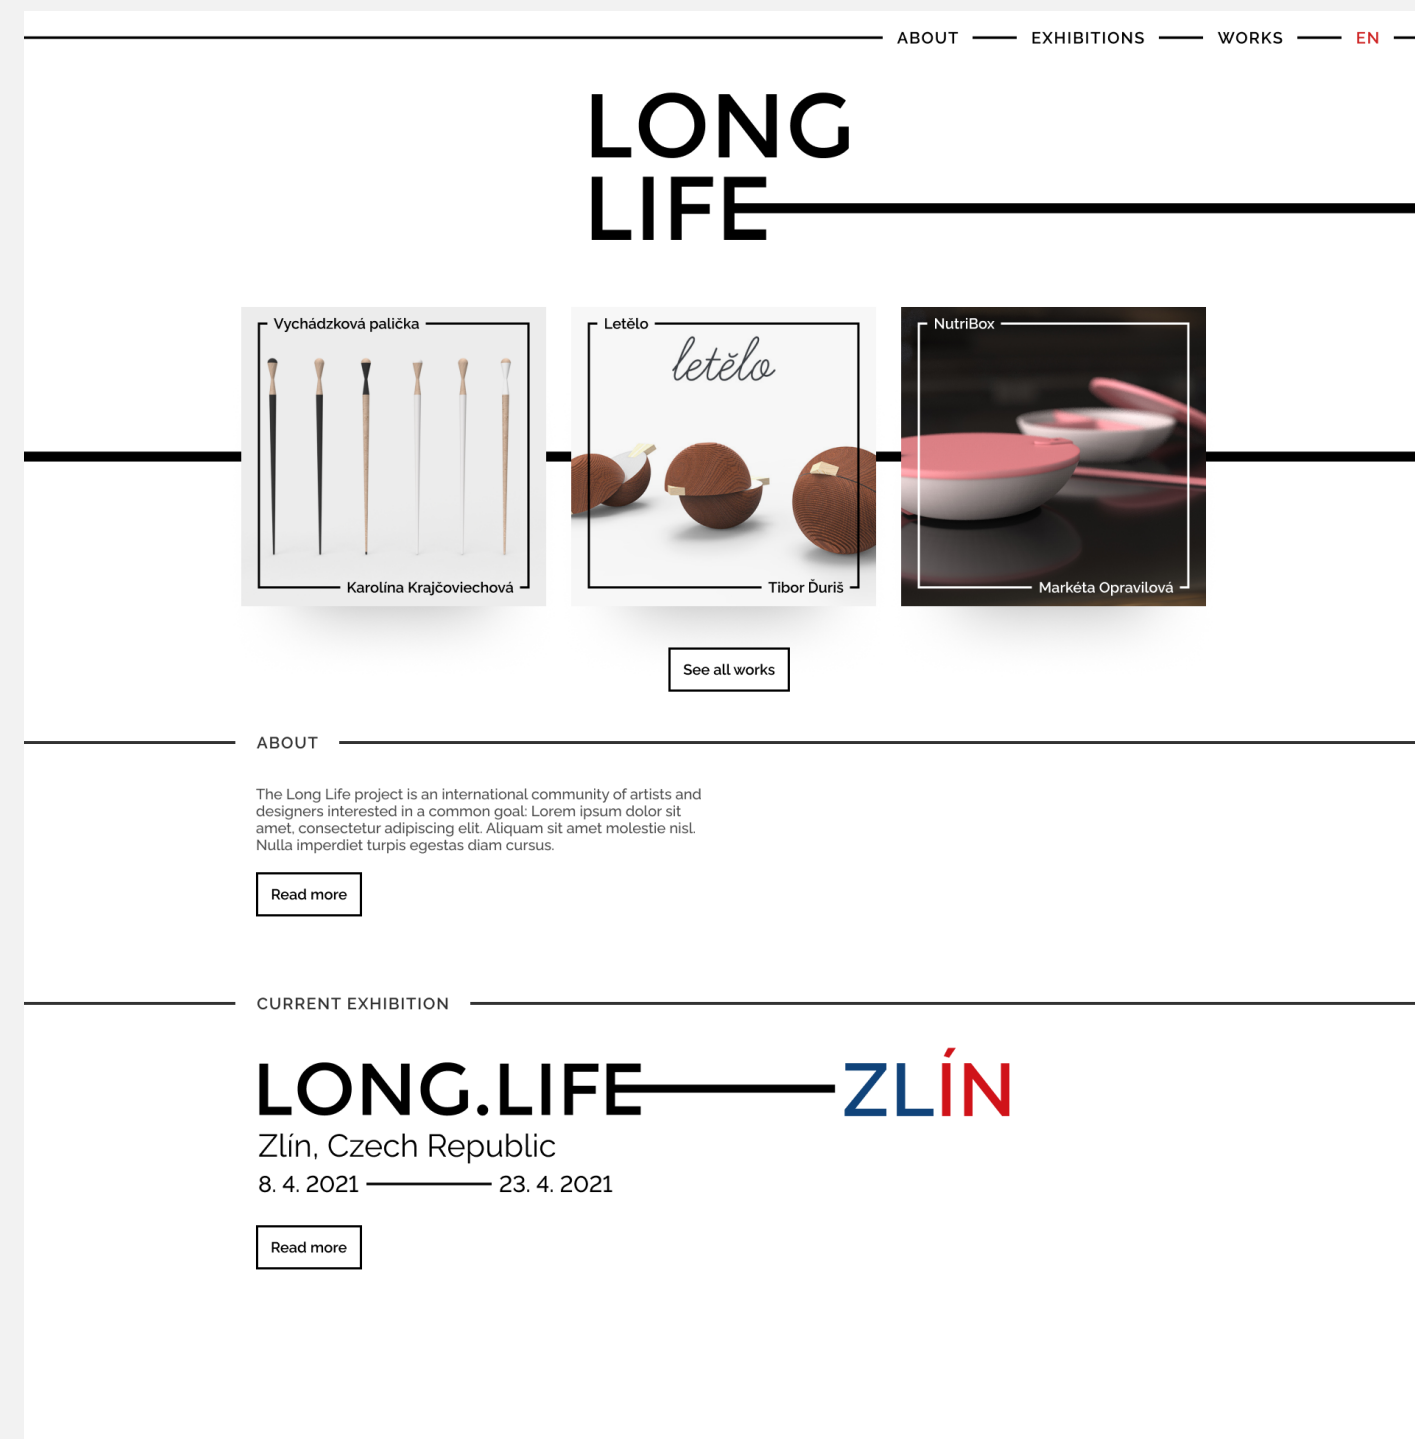 ABOUT EXHIBITIONS WORKS EN
LONG
LIFE
Vychádzková palička
Karolína Krajčoviechová
Letělo
letělo
Tibor Ďuriš
NutriBox
Markéta Opravilová
See all works
ABOUT
The Long Life project is an international community of artists and
designers interested in a common goal: Lorem ipsum dolor sit
amet, consectetur adipiscing elit. Aliquam sit amet molestie nisl.
Nulla imperdiet turpis egestas diam cursus.
Read more
CURRENT EXHIBITION
LONG.LIFE ZLÍN
Zlín, Czech Republic
8. 4. 2021 23. 4. 2021
Read more